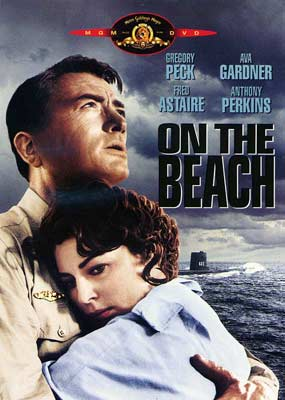 MGM DVD
GREGORY PECK
AVA GARDNER
FRED ASTAIRE
ANTHONY PERKINS
ON THE
BEACH